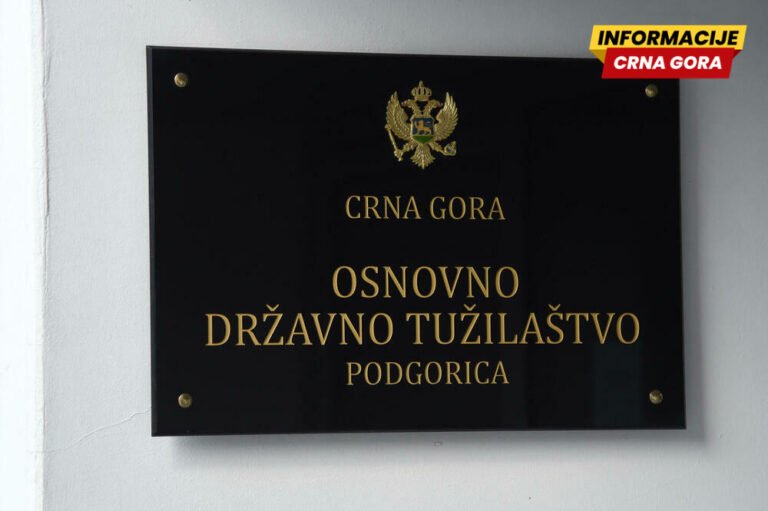 INFORMACIJE
CRNA GORA
CRNA GORA
OSNOVNO
DRŽAVNO TUŽILAŠTVO
PODGORICA